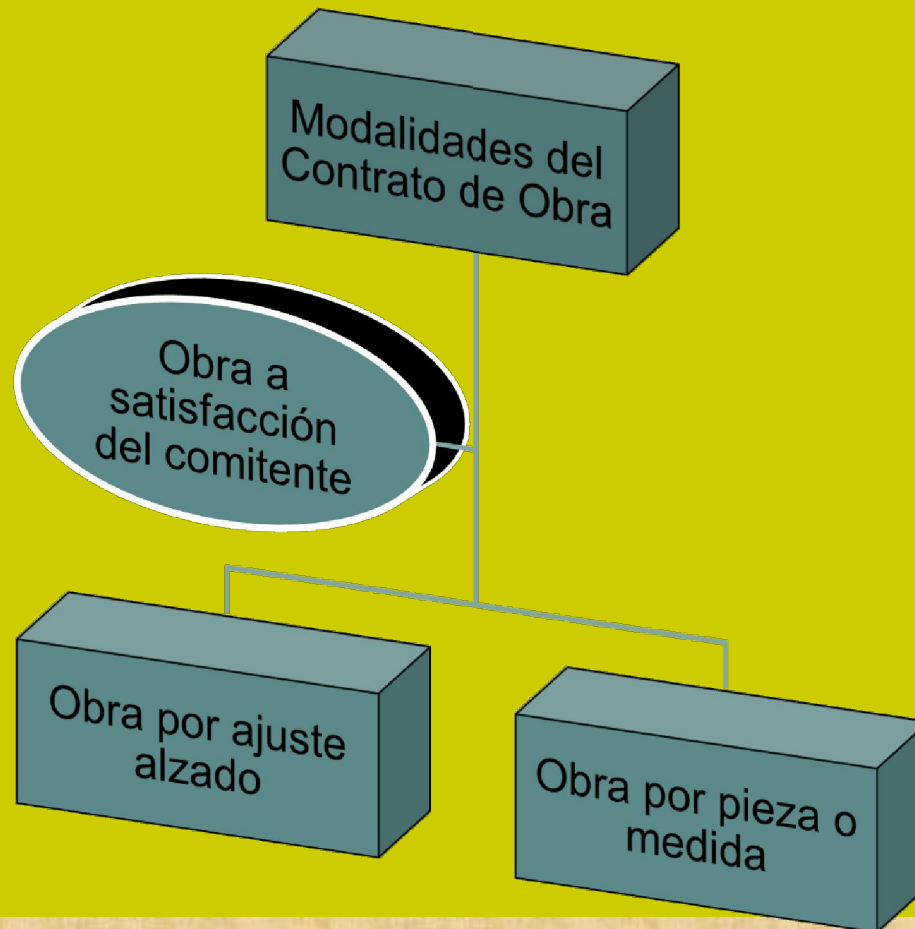 Modalidades del
Contrato de Obra
Obra a
satisfacción
del comitente
Obra por ajuste
alzado
Obra por pieza o
medida